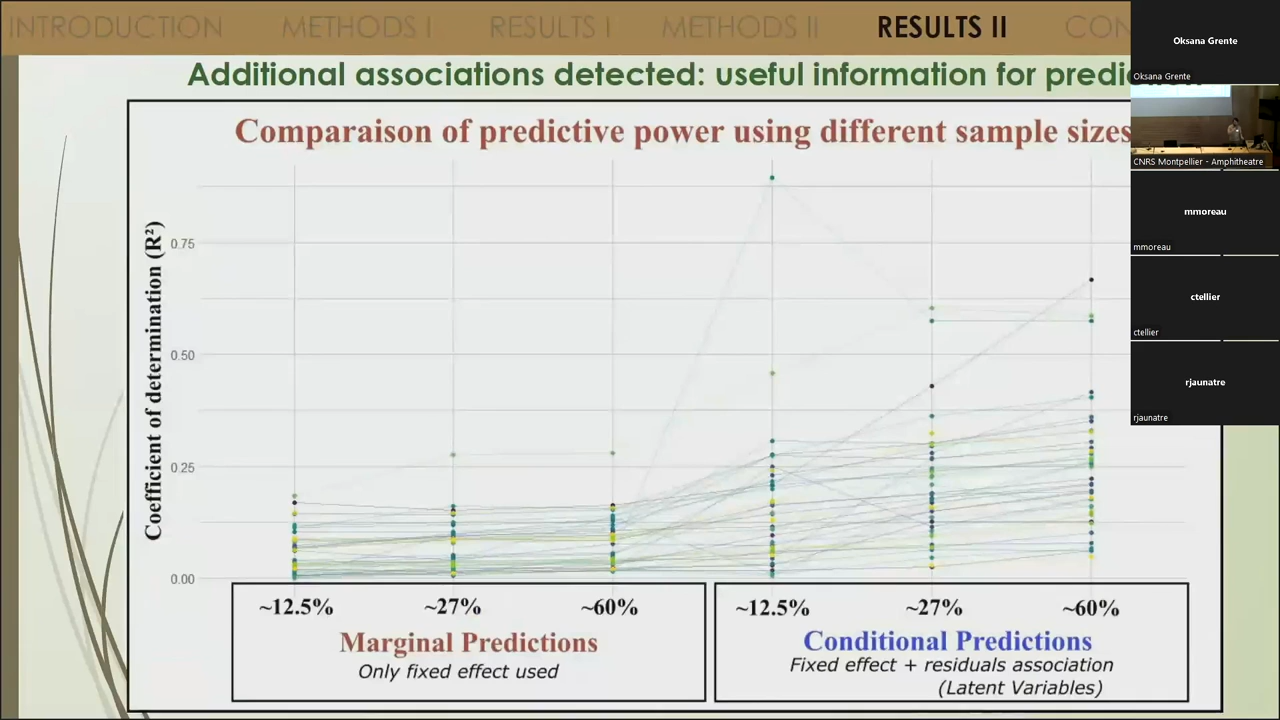 INTRODUCTION METHODS I RESULTS I METHODS II RESULTS II CON
Additional associations detected: useful information for
Comparaison of predictive power using different sample sizes
Coefficient of determination (R²)
0.75
0.50
0.25
0.00
~12.5% ~27% ~60% ~12.5% ~27% ~60%
Marginal Predictions
Only fixed effect used
Conditional Predictions
Fixed effect + residuals association
(Latent Variables)
Oksana Grente
Oksana Grente
CNRS Montpellier - Amphitheatre
mmoreau
mmoreau
ctellier
ctellier
rjaunatre
rjaunatre